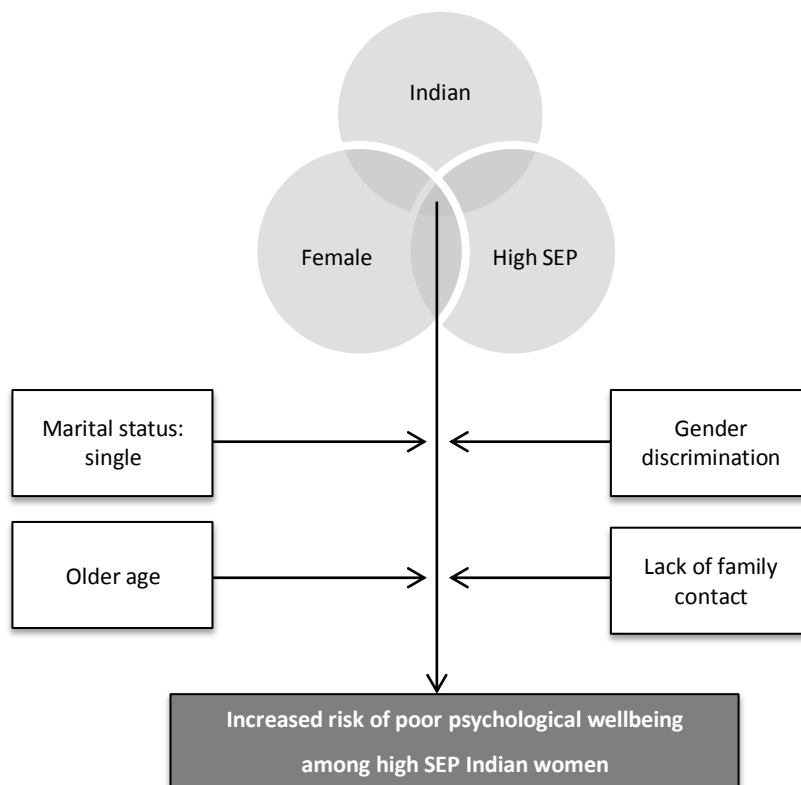 Indian
Female
High SEP
Marital status:
single
Gender
discrimination
Older age
Lack of family
contact
Increased risk of poor psychological wellbeing
among high SEP Indian women